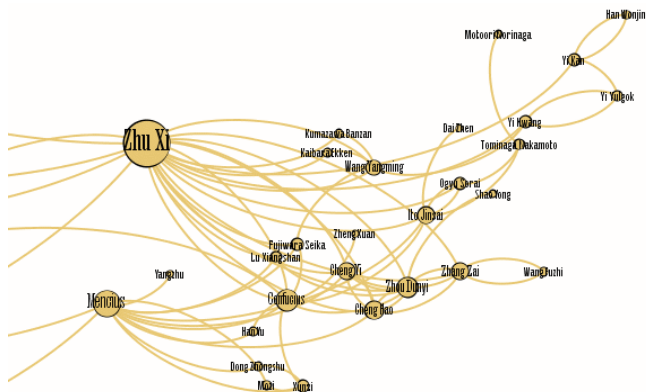 Han Wonjin
Motoori Norinaga
Yi Kan
Yi Yulgok
Yi Hwang
Dai Zhen
Kumazawa Banzan
Zhu Xi
Tominaga Nakamoto
Kaibara Ekken
Wang Yangming
Ogyu Sorai
Shao Yong
Ito Jinsai
Zheng Xuan
Fujiwara Seika
Lu Xiangshan
Cheng Yi
Zhang Zai
Wang Fuzhi
Yangzhu
Zhou Dunyi
Mencius
Confucius
Cheng Hao
Han Yu
Dong Zhongshu
Mozi
Xunzi